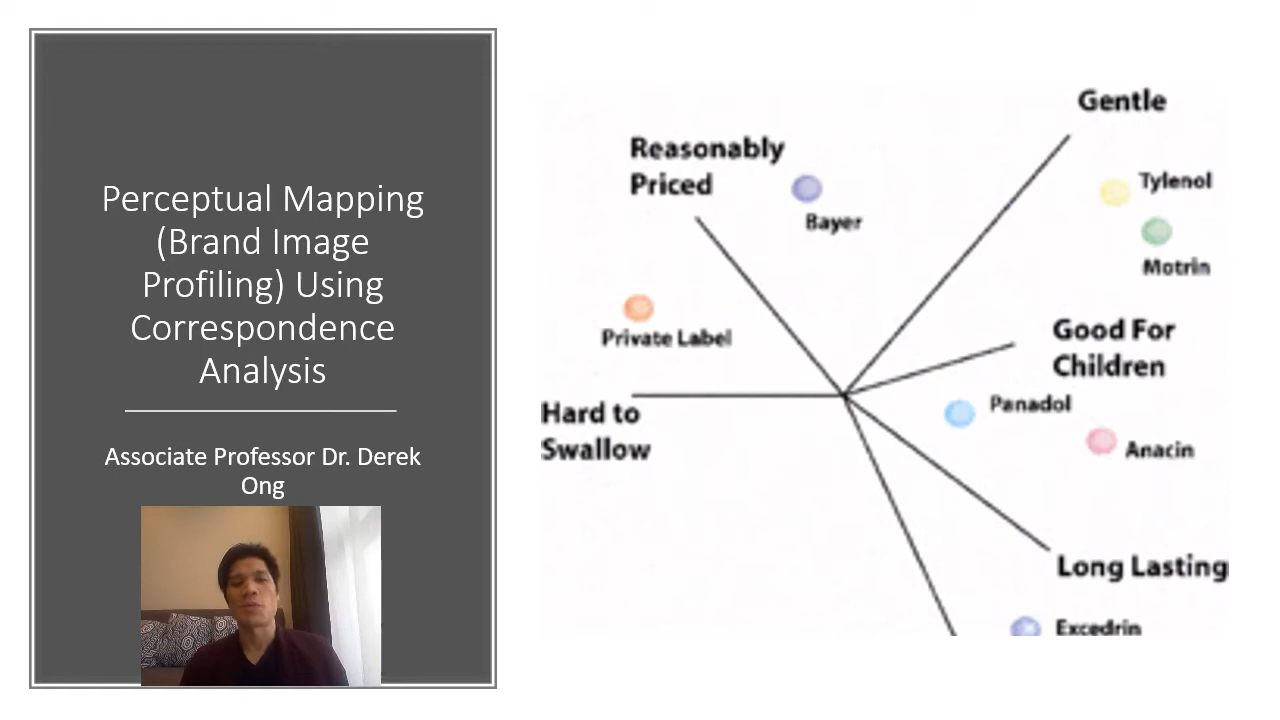 Perceptual Mapping
(Brand Image
Profiling) Using
Correspondence
Analysis
Associate Professor Dr. Derek
Ong
Gentle
Reasonably
Priced
Tylenol
Bayer
Motrin
Private Label
Good For
Children
Hard to
Swallow
Panadol
Anacin
Long Lasting
Excedrin